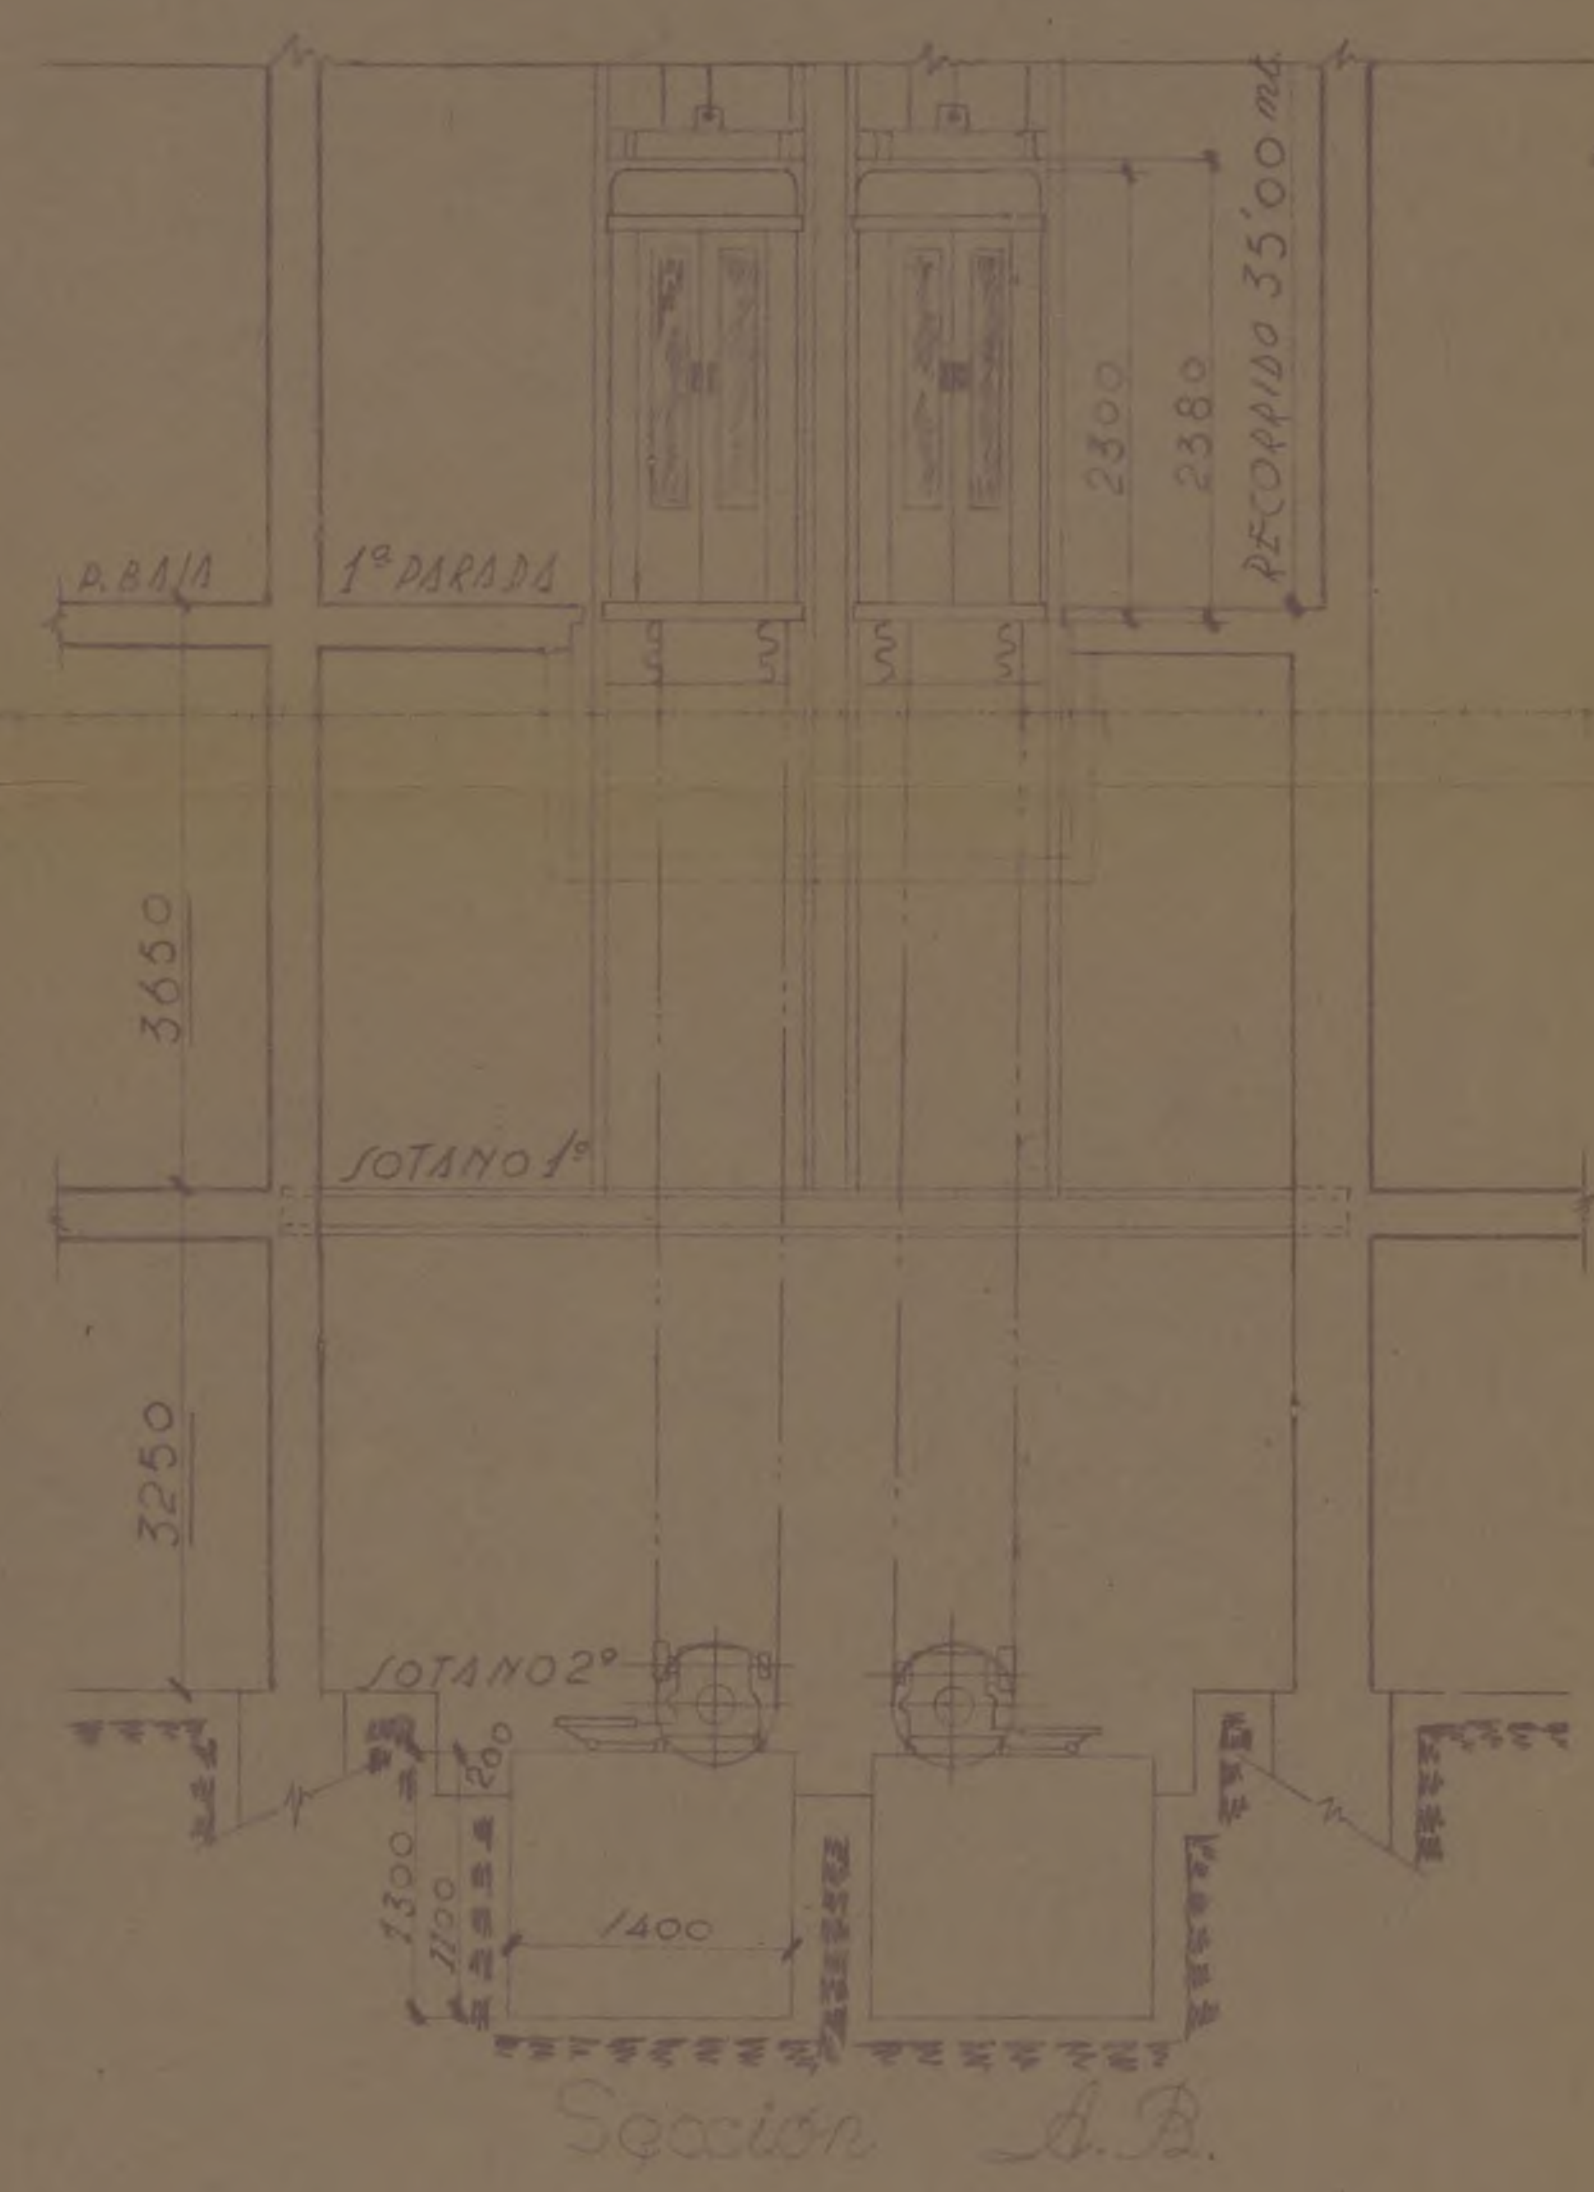 RECORRIDO 35'00 mt.
2300
2380
P. BAJA
1ª PARADA
3650
SOTANO 1º
3250
SOTANO 2º
200
1300
1100
1400
Sección A.B.